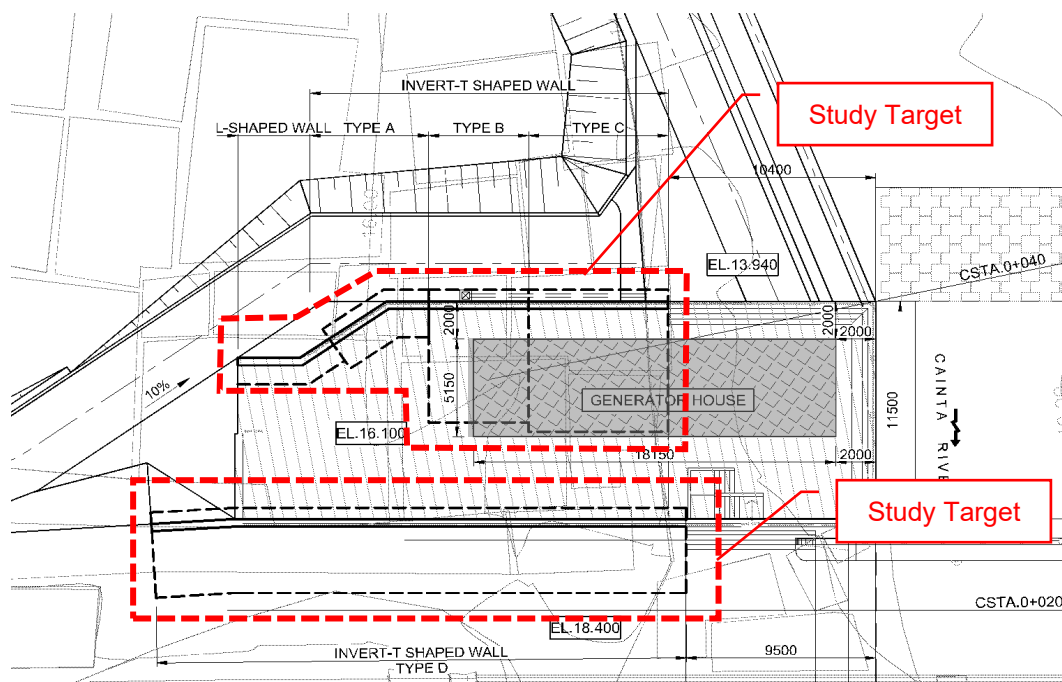 INVERT-T SHAPED WALL
Study Target
L-SHAPED WALL
TYPE A
TYPE B
TYPE C
10400
EL.13.940
CSTA.0+040
2000
2000
2000
10%
5150
GENERATOR HOUSE
CAINTA RIVE
11500
EL.16.100
18150
2000
Study Target
CSTA.0+020
EL.18.400
INVERT-T SHAPED WALL
9500
TYPE D